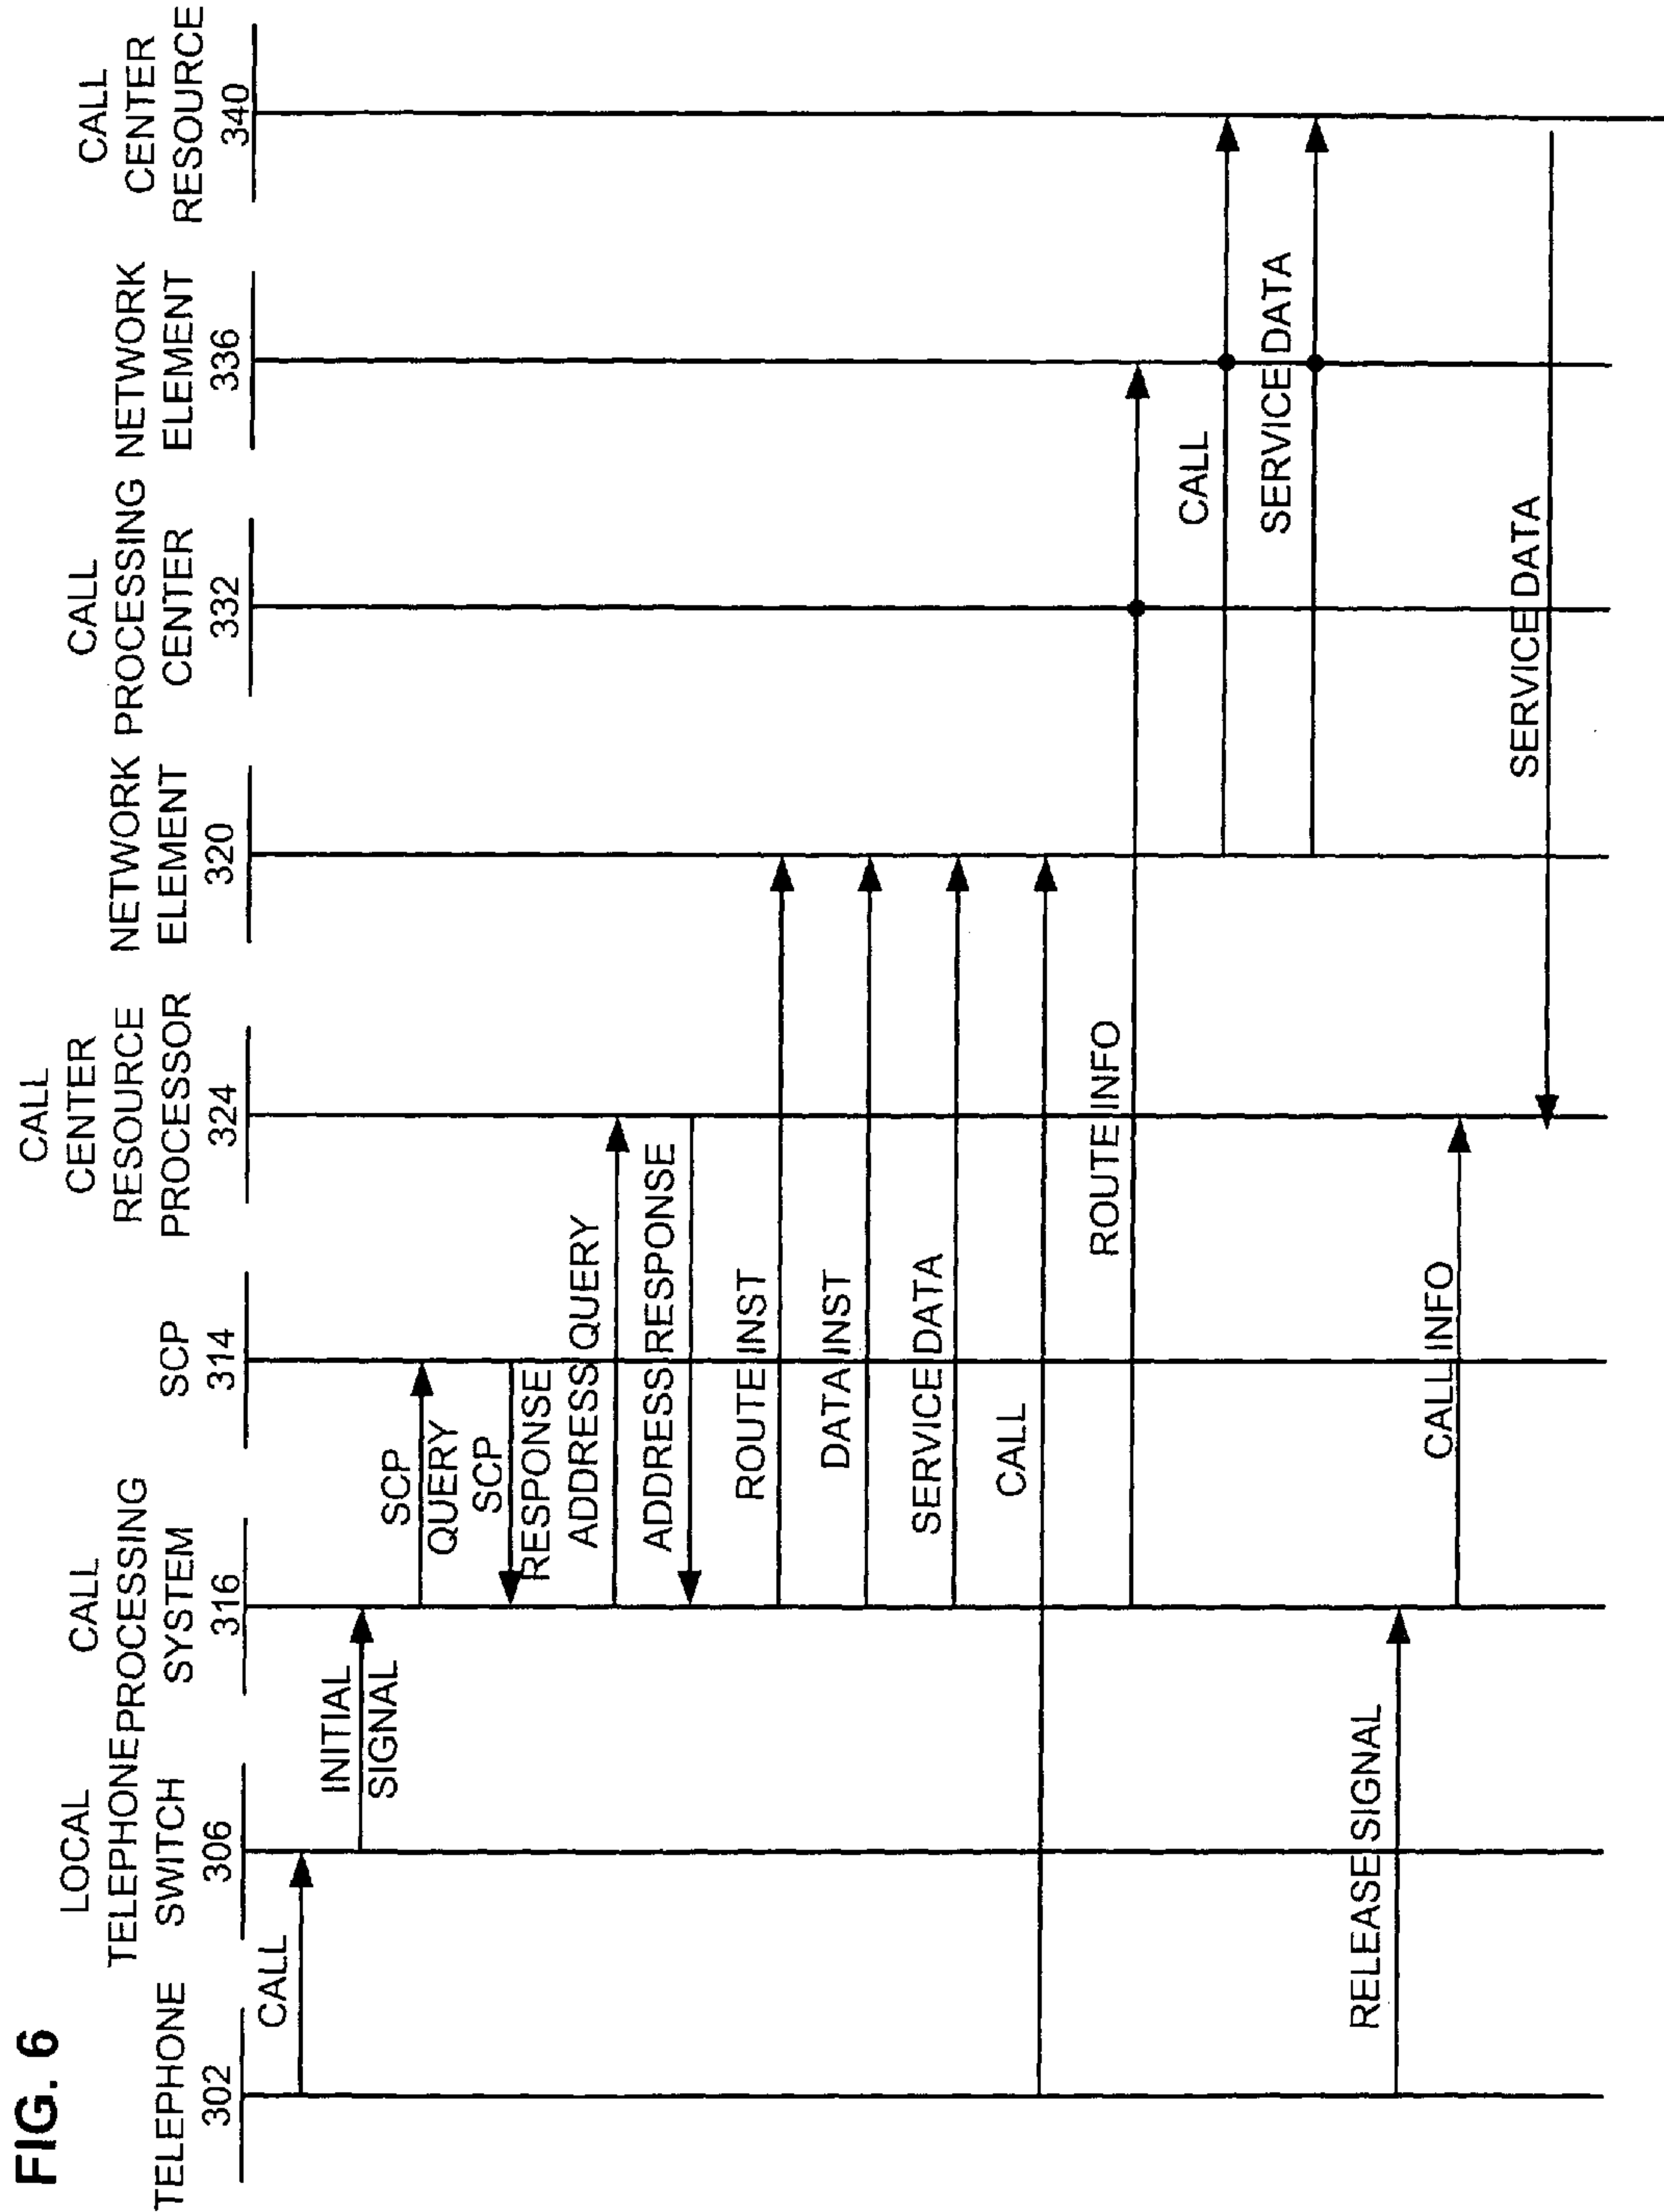 FIG. 6
TELEPHONE
302
LOCAL
TELEPHONE
SWITCH
306
CALL
PROCESSING
SYSTEM
316
SCP
314
CALL
CENTER
RESOURCE
PROCESSOR
324
NETWORK
ELEMENT
320
CALL
PROCESSING
CENTER
332
NETWORK
ELEMENT
336
CALL
CENTER
RESOURCE
340
CALL
INITIAL
SIGNAL
SCP
QUERY
SCP
RESPONSE
ADDRESS QUERY
ADDRESS RESPONSE
ROUTE INST
DATA INST
SERVICE DATA
CALL
ROUTE INFO
CALL
SERVICE DATA
RELEASE SIGNAL
CALL INFO
SERVICE DATA